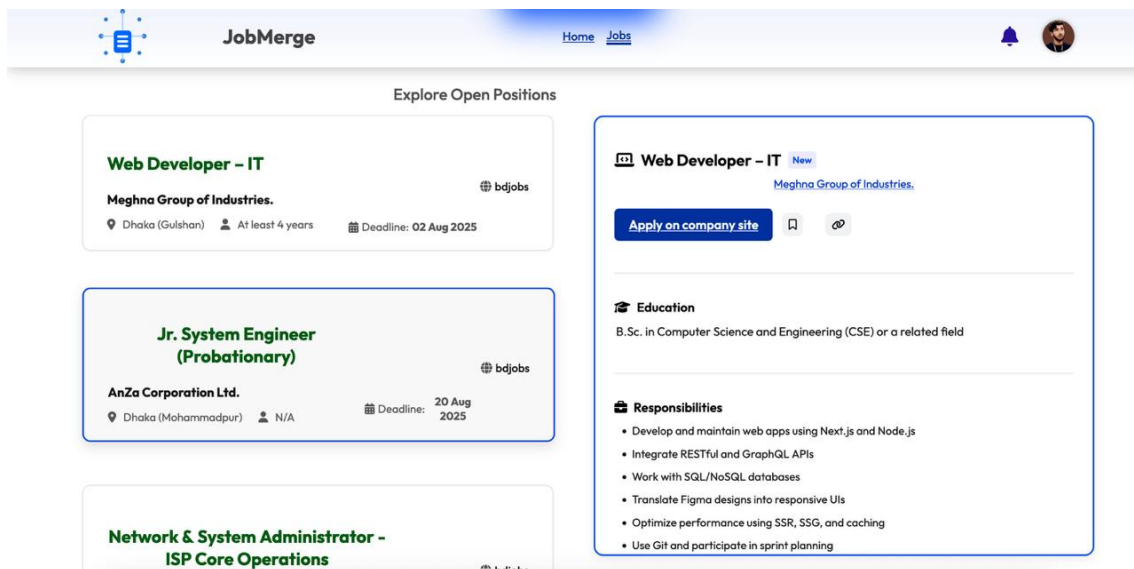 JobMerge
Home Jobs
Explore Open Positions
Web Developer – IT
bdjobs
Meghna Group of Industries.
Dhaka (Gulshan) At least 4 years Deadline: 02 Aug 2025
Jr. System Engineer
(Probationary)
bdjobs
AnZa Corporation Ltd.
Dhaka (Mohammadpur) N/A Deadline: 20 Aug
2025
Network & System Administrator -
ISP Core Operations
Web Developer – IT New
Meghna Group of Industries.
Apply on company site
Education
B.Sc. in Computer Science and Engineering (CSE) or a related field
Responsibilities
• Develop and maintain web apps using Next.js and Node.js
• Integrate RESTful and GraphQL APIs
• Work with SQL/NoSQL databases
• Translate Figma designs into responsive UIs
• Optimize performance using SSR, SSG, and caching
• Use Git and participate in sprint planning